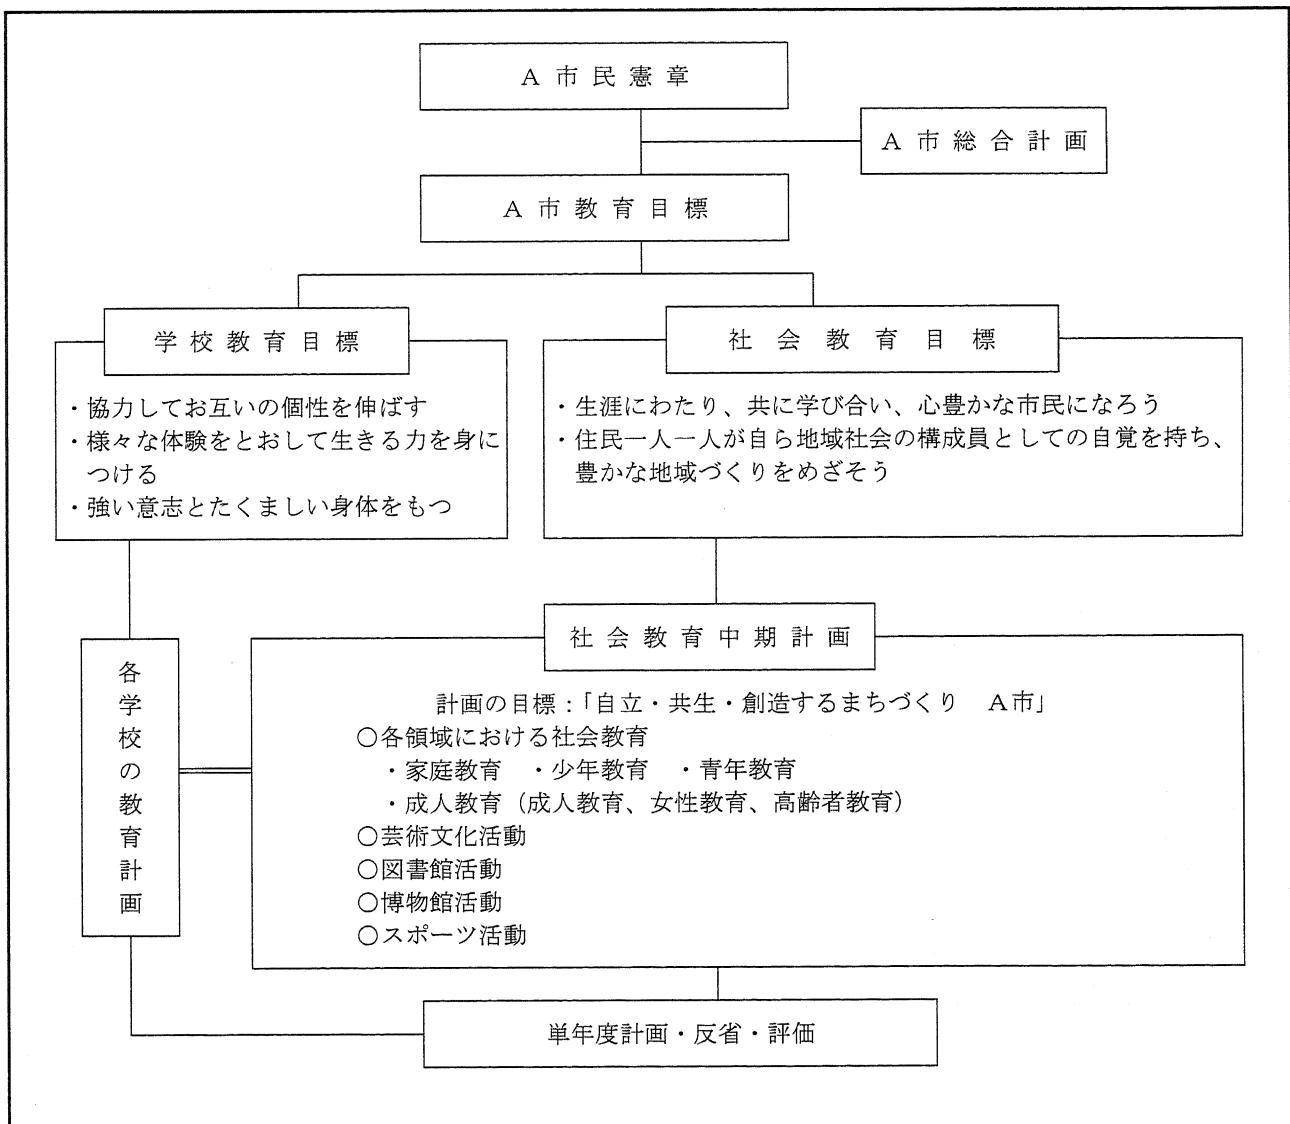 A市民憲章
A市総合計画
A市教育目標
学校教育目標
・協力してお互いの個性を伸ばす
・様々な体験をとおして生きる力を身に
つける
・強い意志とたくましい身体をもつ
社会教育目標
・生涯にわたり、共に学び合い、心豊かな市民になろう
・住民一人一人が自ら地域社会の構成員としての自覚を持ち、
豊かな地域づくりをめざそう
各学校の教育計画
社会教育中期計画
計画の目標:「自立・共生・創造するまちづくり　A市」
○各領域における社会教育
・家庭教育　・少年教育　・青年教育
・成人教育（成人教育、女性教育、高齢者教育）
○芸術文化活動
○図書館活動
○博物館活動
○スポーツ活動
単年度計画・反省・評価